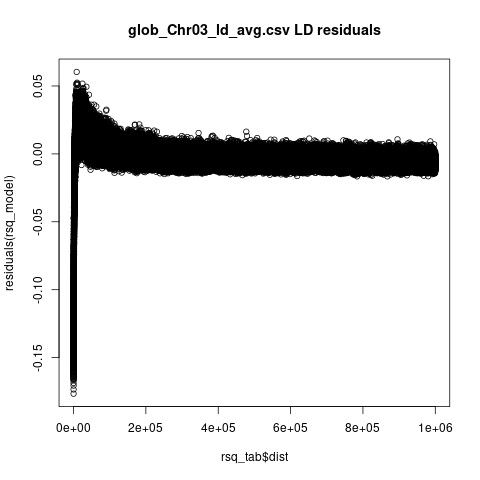 glob_Chr03_ld_avg.csv LD residuals
residuals(rsq_model)
0.05
0.00
-0.05
-0.10
-0.15
0e+00 2e+05 4e+05 6e+05 8e+05 1e+06
rsq_tab$dist